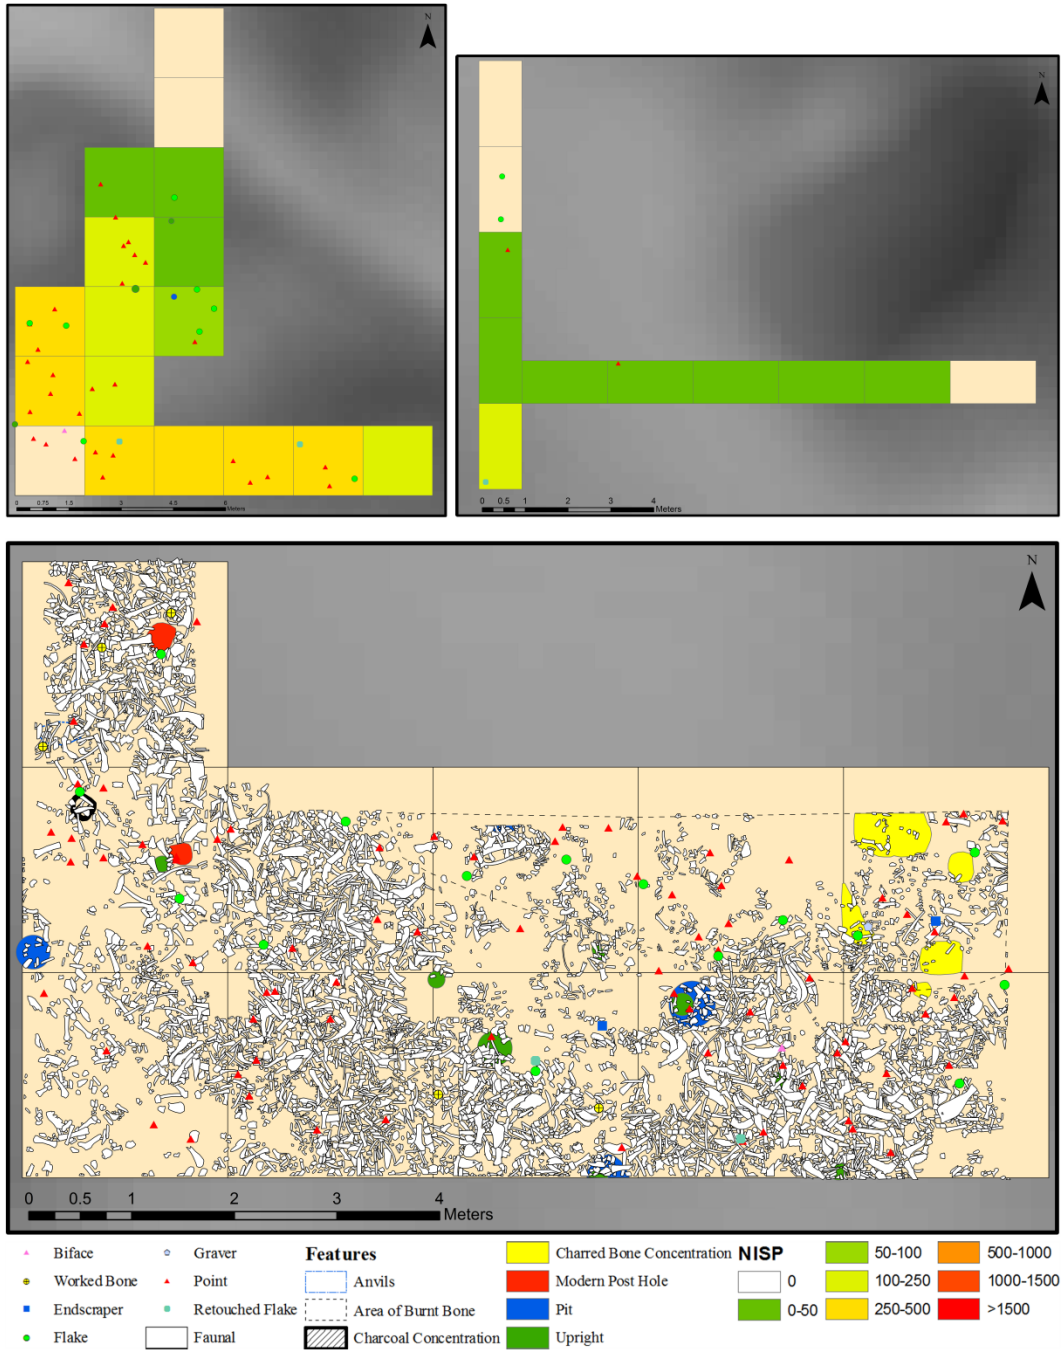 N
0 0.75 1.5 3 4.5 6
Meters
N
0 0.5 1 2 3 4
Meters
N
0 0.5 1 2 3 4
Meters
Biface
Worked Bone
Endscraper
Flake
Graver
Point
Retouched Flake
Faunal
Features
Anvils
Area of Burnt Bone
Charcoal Concentration
Charred Bone Concentration
Modern Post Hole
Pit
Upright
NISP
0
0-50
50-100
100-250
250-500
500-1000
1000-1500
>1500